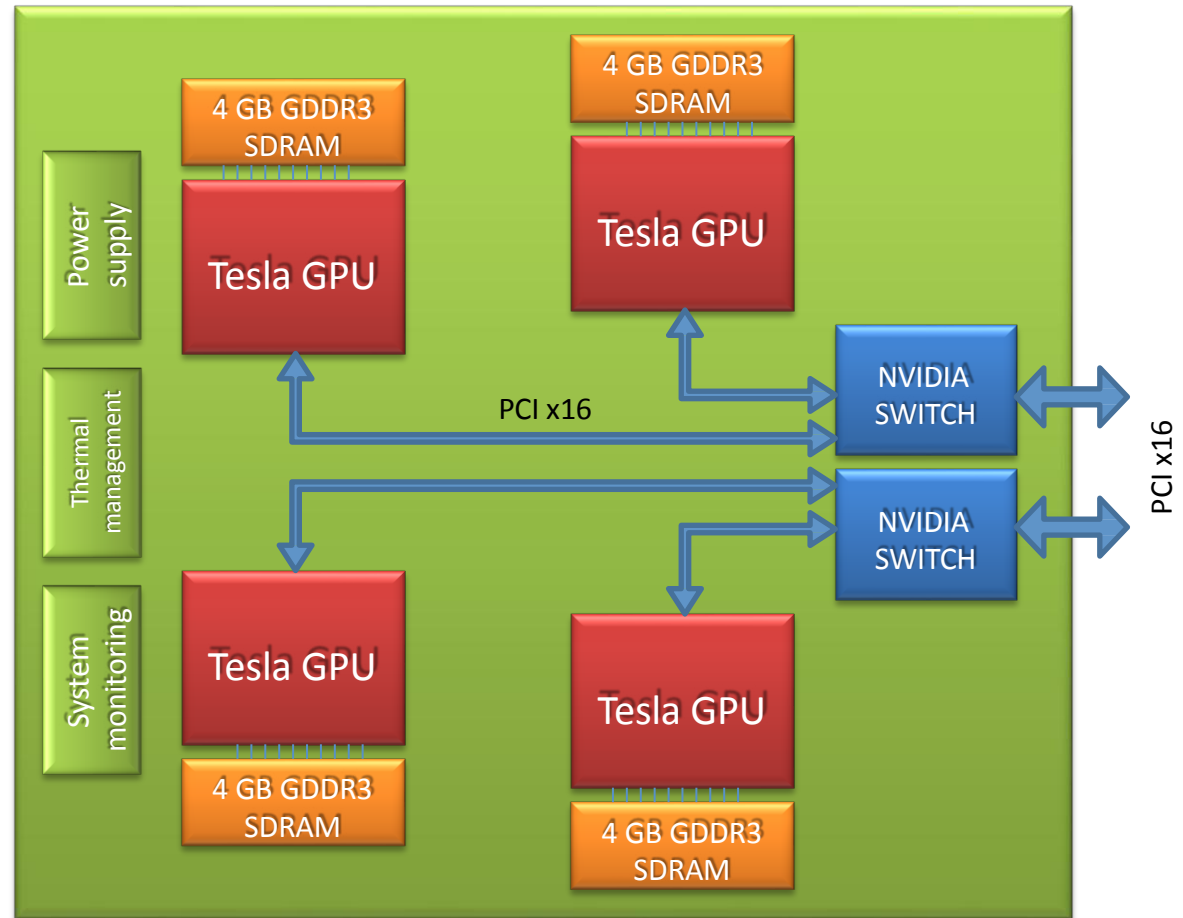 4 GB GDDR3
SDRAM
Tesla GPU
4 GB GDDR3
SDRAM
Tesla GPU
Power
supply
Thermal
management
System
monitoring
PCI x16
NVIDIA
SWITCH
NVIDIA
SWITCH
PCI x16
Tesla GPU
4 GB GDDR3
SDRAM
Tesla GPU
4 GB GDDR3
SDRAM